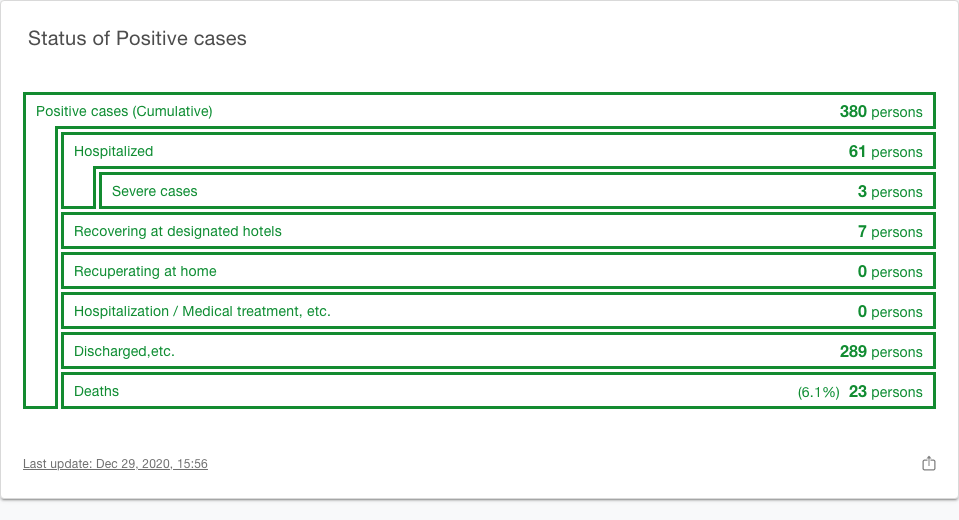 Status of Positive cases
Positive cases (Cumulative) 380 persons
Hospitalized 61 persons
Severe cases 3 persons
Recovering at designated hotels 7 persons
Recuperating at home 0 persons
Hospitalization / Medical treatment, etc. 0 persons
Discharged,etc. 289 persons
Deaths (6.1%) 23 persons
Last update: Dec 29, 2020, 15:56